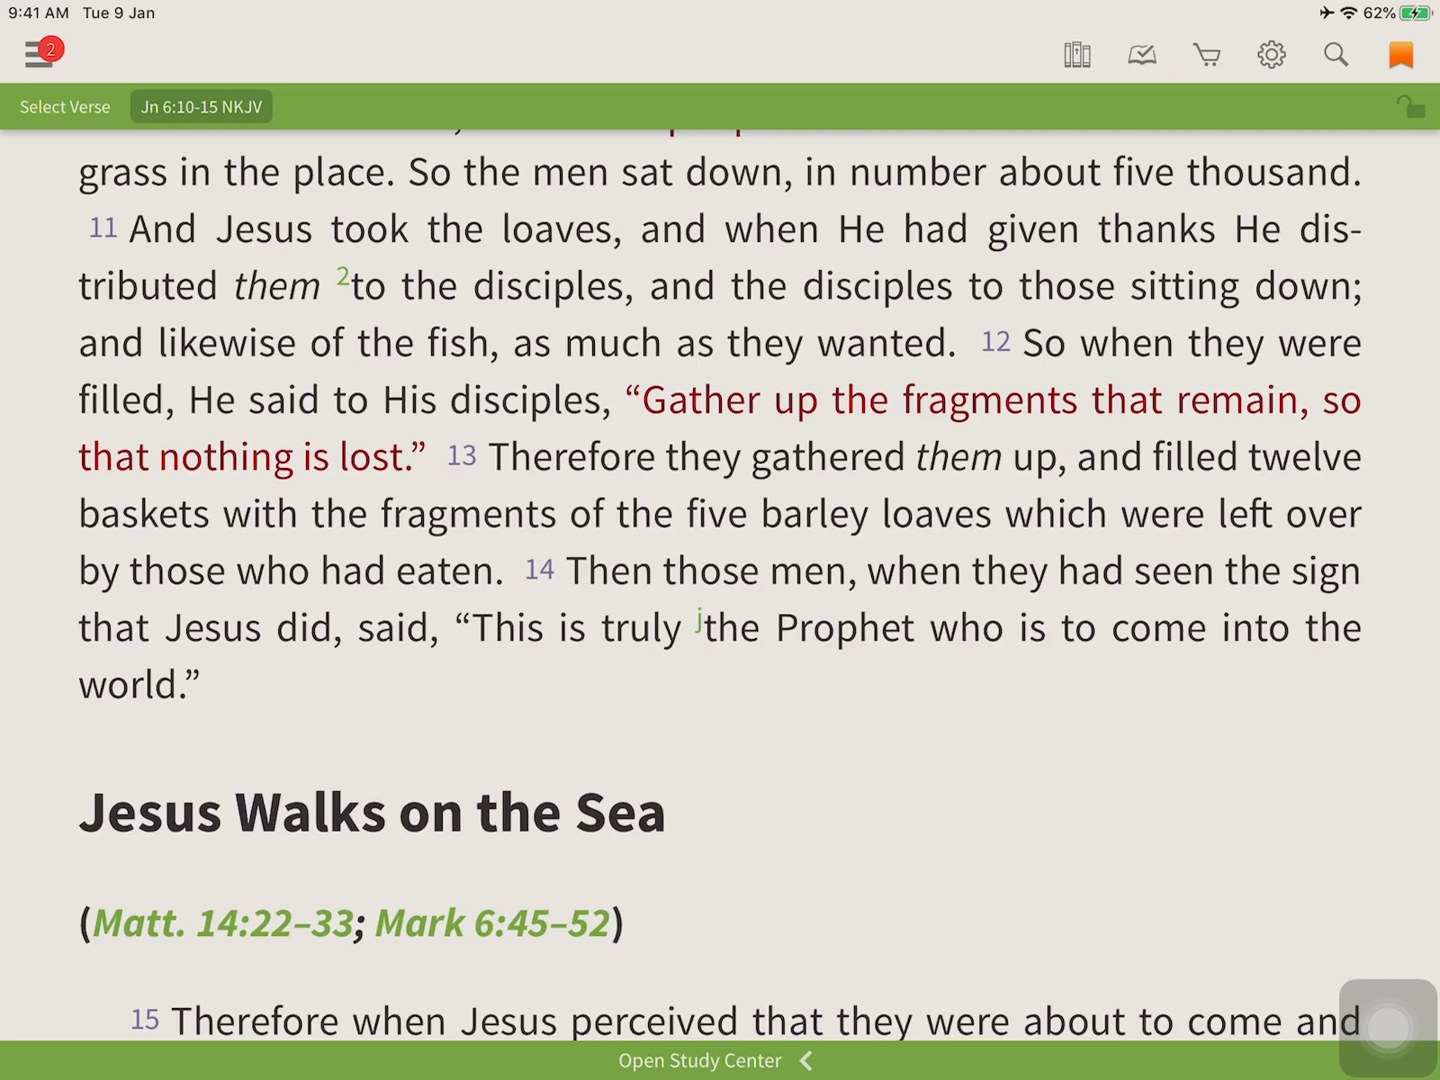 9:41 AM Tue 9 Jan 62%
2
Select Verse Jn 6:10-15 NKJV
grass in the place. So the men sat down, in number about five thousand.
11 And Jesus took the loaves, and when He had given thanks He dis-
tributed them 2to the disciples, and the disciples to those sitting down;
and likewise of the fish, as much as they wanted. 12 So when they were
filled, He said to His disciples, “Gather up the fragments that remain, so
that nothing is lost.” 13 Therefore they gathered them up, and filled twelve
baskets with the fragments of the five barley loaves which were left over
by those who had eaten. 14 Then those men, when they had seen the sign
that Jesus did, said, “This is truly jthe Prophet who is to come into the
world.”
Jesus Walks on the Sea
(Matt. 14:22–33; Mark 6:45–52)
15 Therefore when Jesus perceived that they were about to come and
Open Study Center